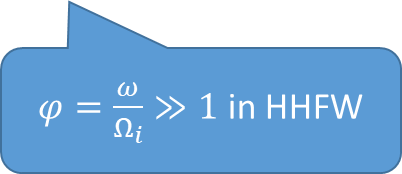 φ = ω/Ωᵢ ≫ 1 in HHFW